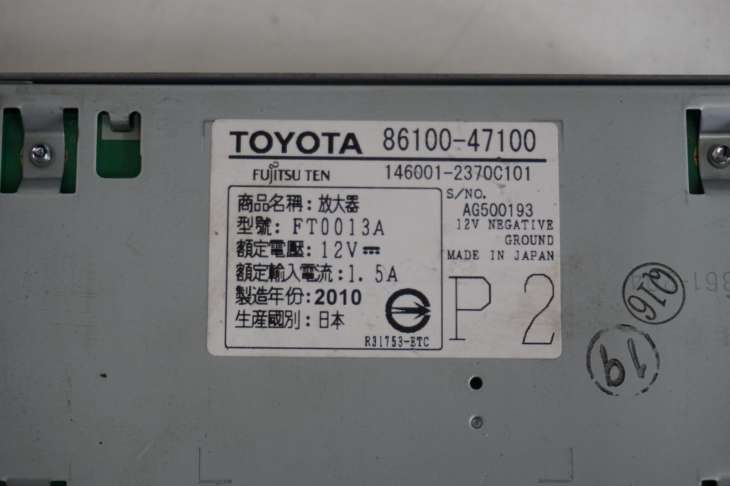 TOYOTA 86100-47100
FUJITSU TEN 146001-2370C101
S/NO.
AG500193
12V NEGATIVE
GROUND
MADE IN JAPAN
商品名稱：放大器
型號：FT0013A
額定電壓：12V⎓
額定輸入電流：1.5A
製造年份：2010
生産國別：日本
R31753-ETC
P2
916
19
361